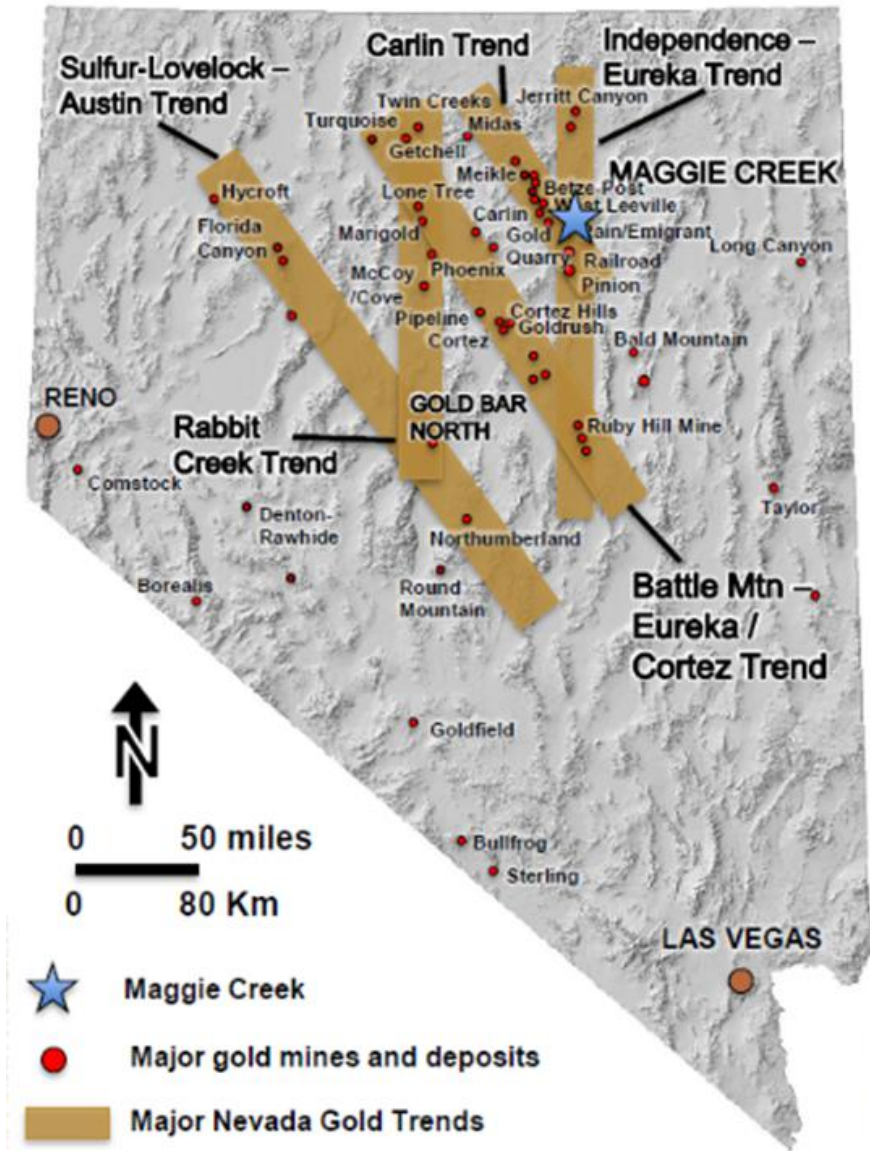 Carlin Trend
Independence –
Eureka Trend
Sulfur-Lovelock –
Austin Trend
Twin Creeks
Jerritt Canyon
Turquoise
Midas
Getchell
Meikle
MAGGIE CREEK
Hycroft
Lone Tree
Betze Post
West Leeville
Florida
Canyon
Marigold
Carlin
Gold
Quarry
ain/Emigrant
Long Canyon
Phoenix
Railroad
McCoy
/Cove
Pinion
Pipeline
Cortez Hills
Goldrush
Cortez
Bald Mountain
RENO
GOLD BAR
NORTH
Rabbit
Creek Trend
Ruby Hill Mine
Comstock
Taylor
Denton-
Rawhide
Northumberland
Borealis
Round
Mountain
Battle Mtn –
Eureka /
Cortez Trend
N
Goldfield
0 50 miles
0 80 Km
Bullfrog
Sterling
LAS VEGAS
Maggie Creek
Major gold mines and deposits
Major Nevada Gold Trends